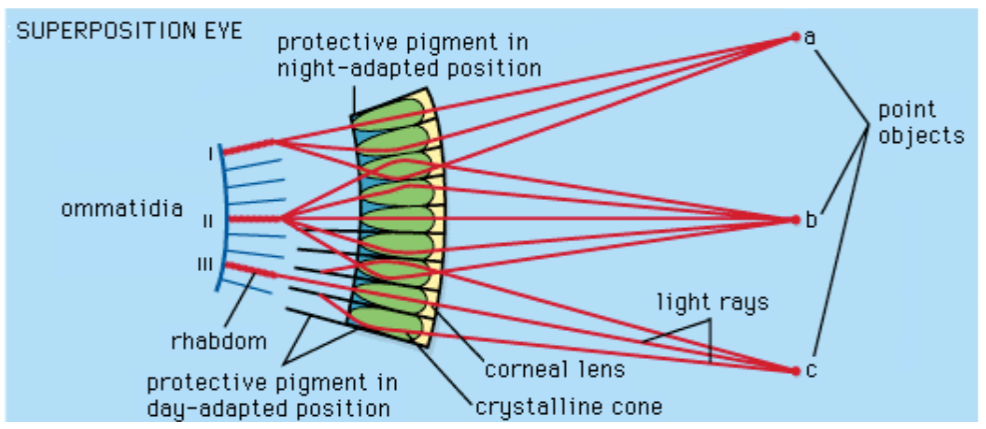 SUPERPOSITION EYE
protective pigment in
night-adapted position
a
point
objects
I
ommatidia
II
b
III
light rays
rhabdom
corneal lens
c
protective pigment in
day-adapted position
crystalline cone